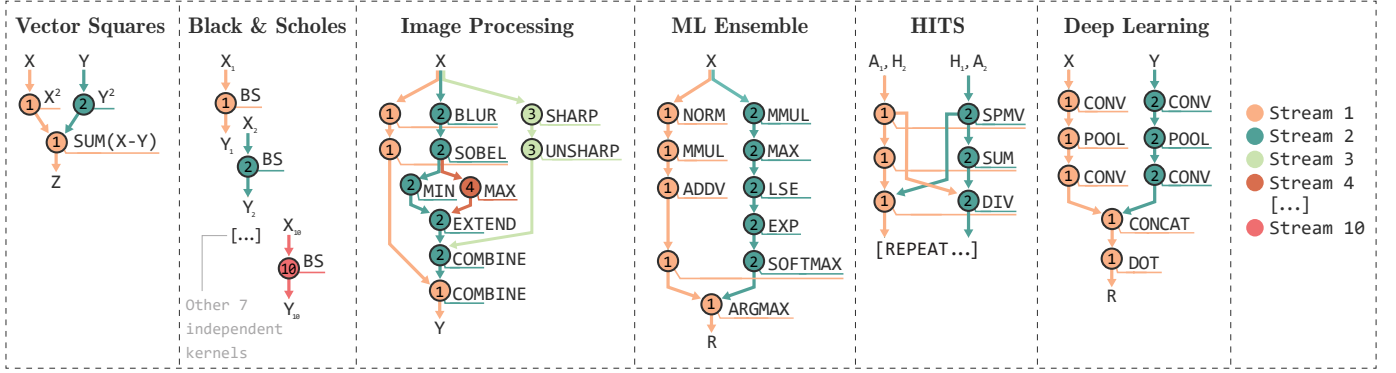 Vector Squares
X Y
1 X² 2 Y²
1 SUM(X-Y)
Z
Black & Scholes
X₁
1 BS
Y₁
X₂
2 BS
Y₂
[...]
X₁₀
10 BS
Y₁₀
Other 7
independent
kernels
Image Processing
X
1 2 BLUR 3 SHARP
1 2 SOBEL 3 UNSHARP
2 MIN 4 MAX
2 EXTEND
2 COMBINE
1 COMBINE
Y
ML Ensemble
X
1 NORM 2 MMUL
1 MMUL 2 MAX
1 ADDV 2 LSE
2 EXP
1 2 SOFTMAX
1 ARGMAX
R
HITS
A₁, H₂ H₁, A₂
1 2 SPMV
1 2 SUM
1 2 DIV
[REPEAT...]
Deep Learning
X Y
1 CONV 2 CONV
1 POOL 2 POOL
1 CONV 2 CONV
1 CONCAT
1 DOT
R
Stream 1
Stream 2
Stream 3
Stream 4
[...]
Stream 10